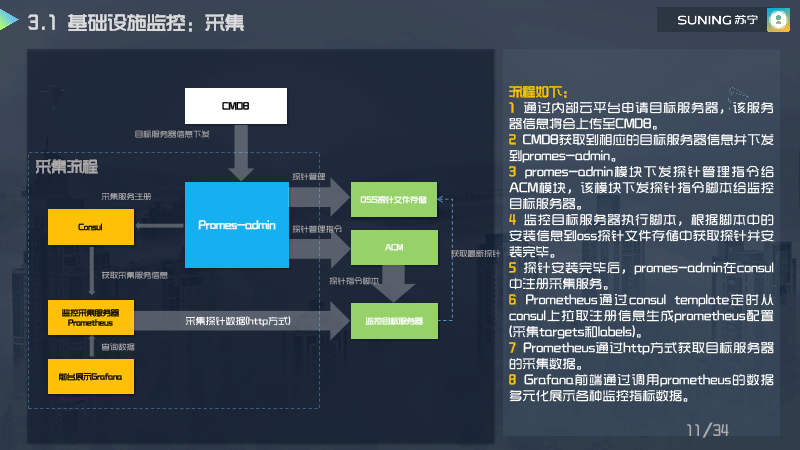 3.1 基础设施监控：采集
SUNING 苏宁
CMDB
目标服务器信息下发
采集流程
采集服务注册
探针管理
Consul
Promes-admin
OSS探针文件存储
探针管理指令
ACM
获取最新探针
获取采集服务信息
探针指令脚本
监控采集服务器
Prometheus
采集探针数据(http方式)
监控目标服务器
查询数据
前台展示Grafana
流程如下：
1 通过内部云平台申请目标服务器，该服务
器信息将会上传至CMDB。
2 CMDB获取到相应的目标服务器信息并下发
到promes-admin。
3 promes-admin模块下发探针管理指令给
ACM模块，该模块下发探针指令脚本给监控
目标服务器。
4 监控目标服务器执行脚本，根据脚本中的
安装信息到oss探针文件存储中获取探针并安
装完毕。
5 探针安装完毕后，promes-admin在consul
中注册采集服务。
6 Prometheus通过consul template定时从
consul上拉取注册信息生成prometheus配置
(采集targets和labels)。
7 Prometheus通过http方式获取目标服务器
的采集数据。
8 Grafana前端通过调用prometheus的数据
多元化展示各种监控指标数据。
11/34